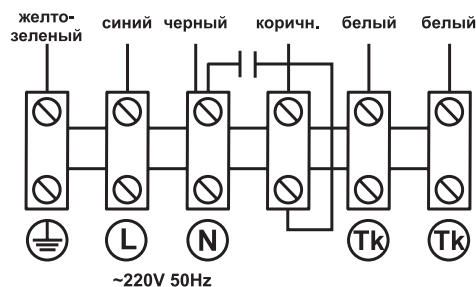 желто-
зеленый
синий
черный
коричн.
белый
белый
L
N
Tk
Tk
~220V 50Hz